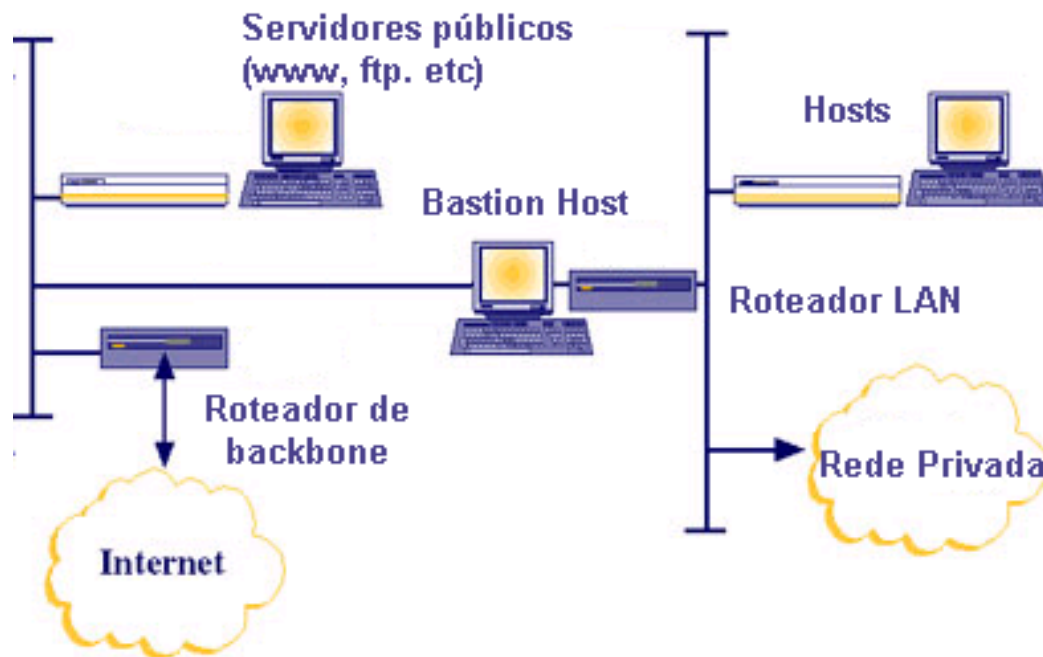 Servidores públicos
(www, ftp. etc)
Hosts
Bastion Host
Roteador LAN
Roteador de
backbone
Rede Privada
Internet